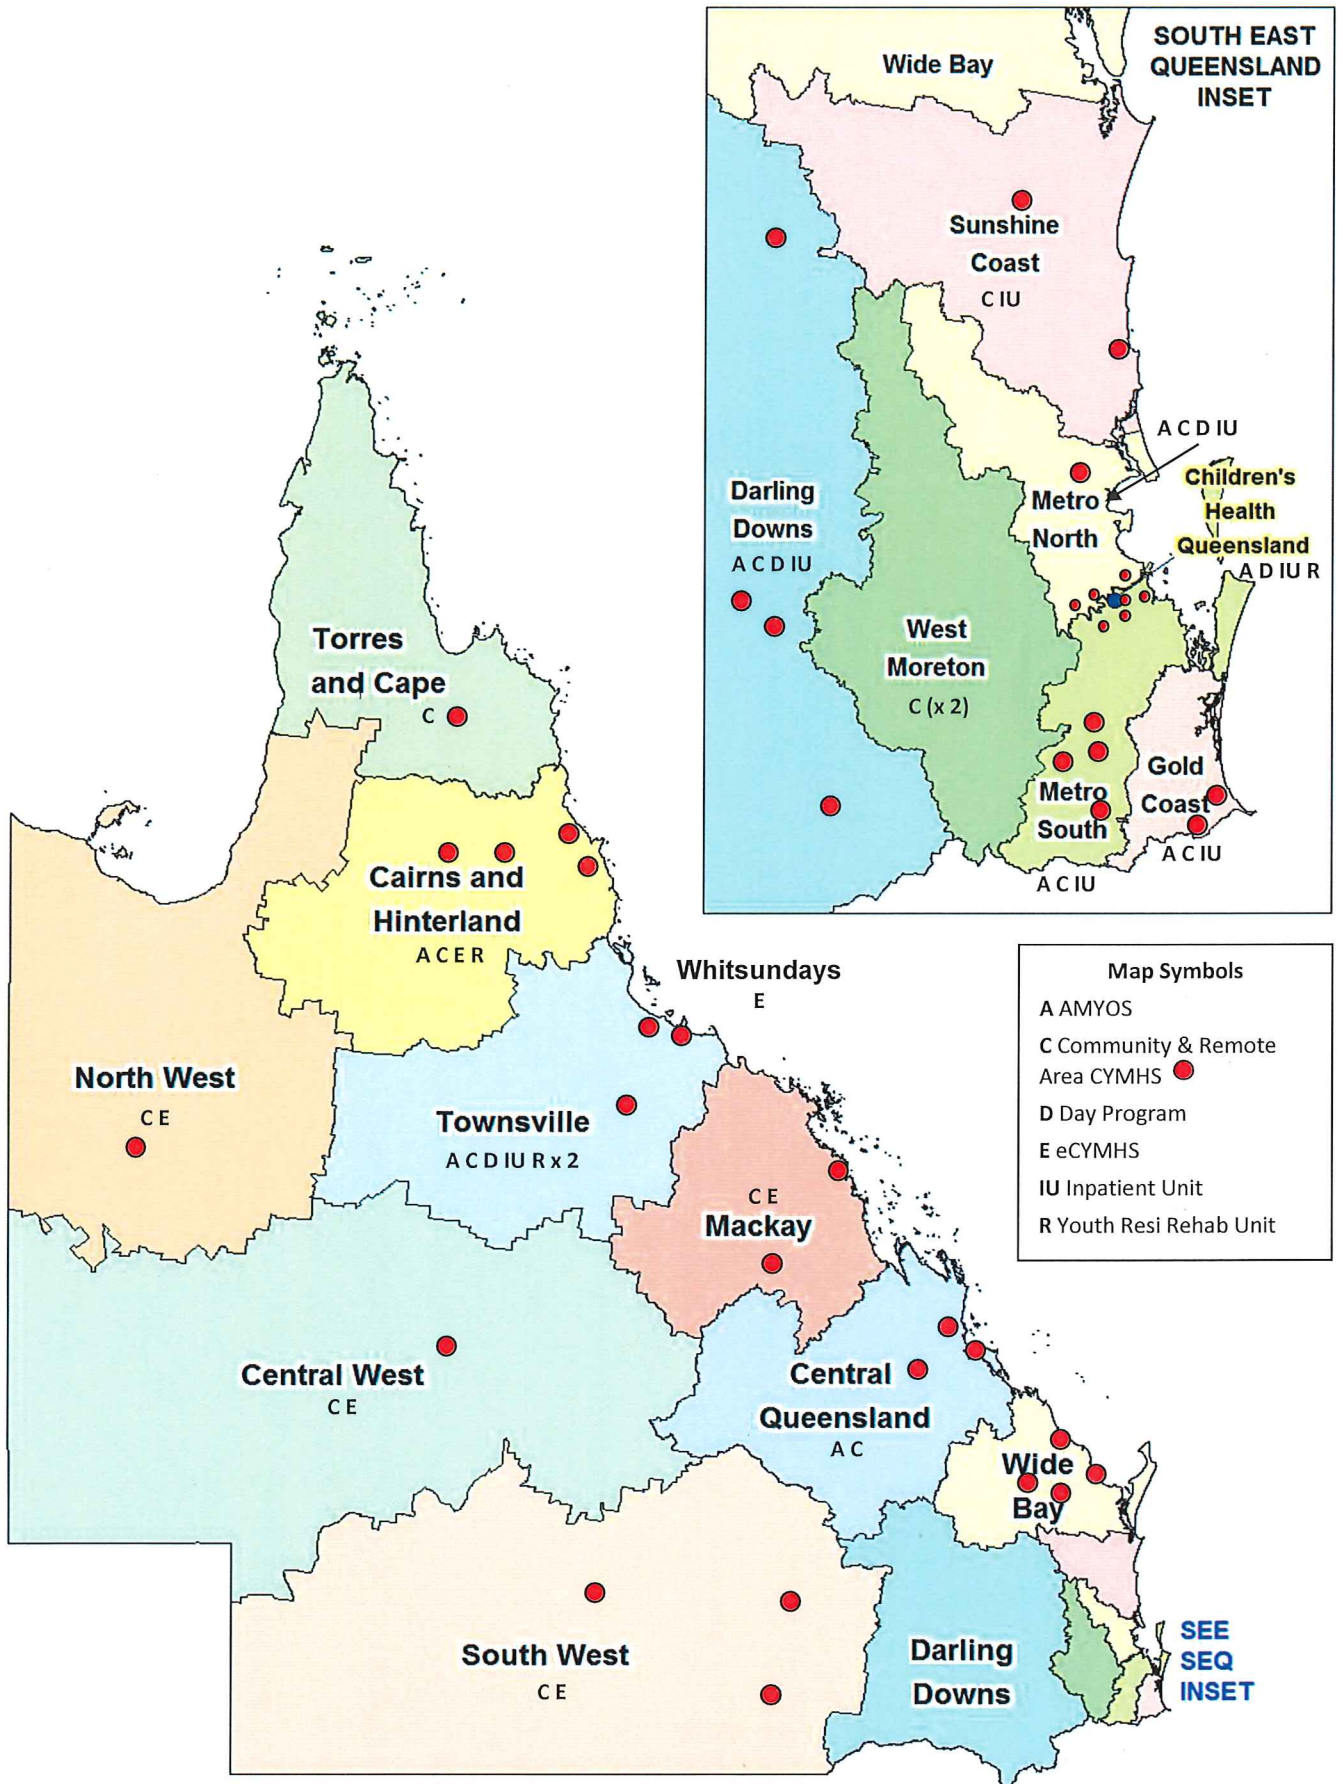 SOUTH EAST
QUEENSLAND
INSET
Wide Bay
Sunshine
Coast
C IU
A C D IU
Children's
Health
Queensland
A D IU R
Metro
North
Darling
Downs
A C D IU
West
Moreton
C (x 2)
Gold
Coast
A C IU
Metro
South
A C IU
Torres
and Cape
C
Cairns and
Hinterland
A C E R
Whitsundays
E
Map Symbols
A AMYOS
C Community & Remote
Area CYMHS
D Day Program
E eCYMHS
IU Inpatient Unit
R Youth Resi Rehab Unit
North West
C E
Townsville
A C D IU R x 2
C E
Mackay
Central West
C E
Central
Queensland
A C
Wide
Bay
South West
C E
Darling
Downs
SEE
SEQ
INSET